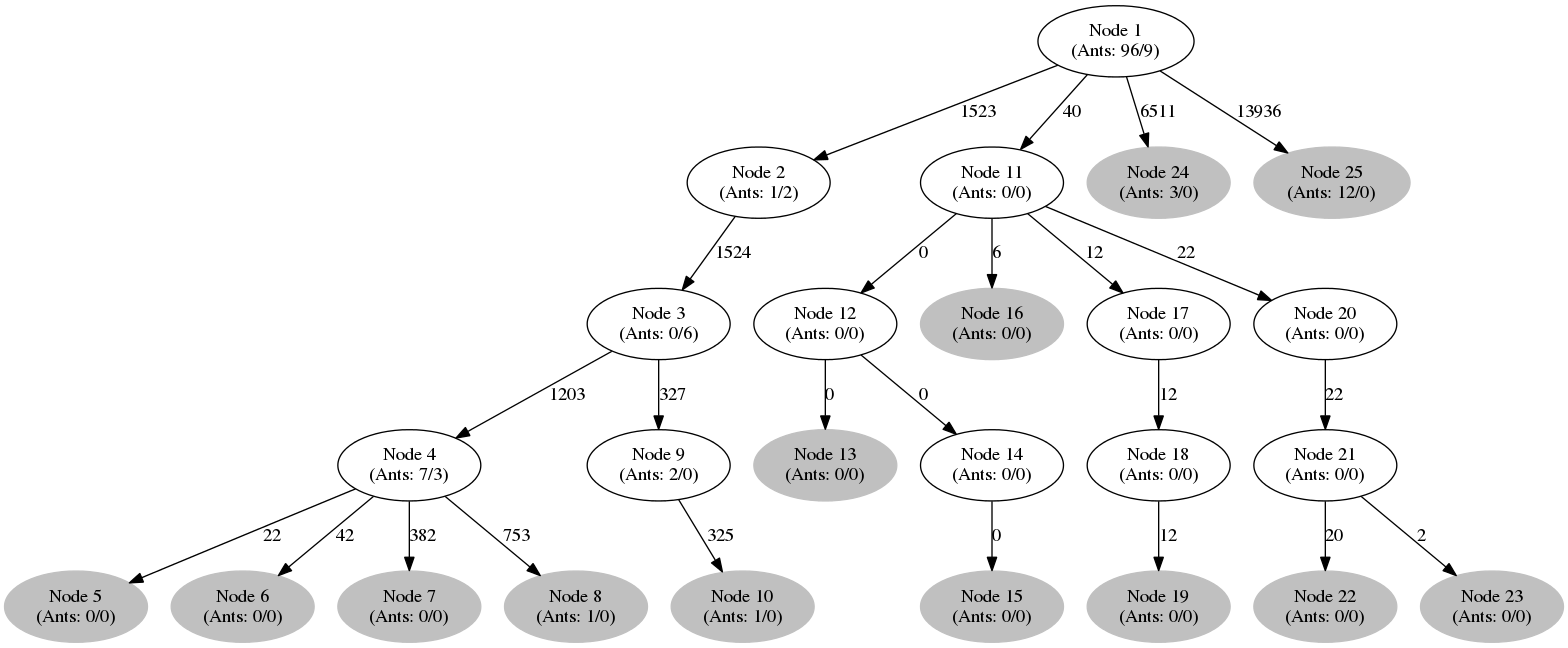 Node 1
(Ants: 96/9)
1523
40
6511
13936
Node 2
(Ants: 1/2)
Node 11
(Ants: 0/0)
Node 24
(Ants: 3/0)
Node 25
(Ants: 12/0)
1524
0
6
12
22
Node 3
(Ants: 0/6)
Node 12
(Ants: 0/0)
Node 16
(Ants: 0/0)
Node 17
(Ants: 0/0)
Node 20
(Ants: 0/0)
1203
327
0
0
12
22
Node 4
(Ants: 7/3)
Node 9
(Ants: 2/0)
Node 13
(Ants: 0/0)
Node 14
(Ants: 0/0)
Node 18
(Ants: 0/0)
Node 21
(Ants: 0/0)
22
42
382
753
325
0
12
20
2
Node 5
(Ants: 0/0)
Node 6
(Ants: 0/0)
Node 7
(Ants: 0/0)
Node 8
(Ants: 1/0)
Node 10
(Ants: 1/0)
Node 15
(Ants: 0/0)
Node 19
(Ants: 0/0)
Node 22
(Ants: 0/0)
Node 23
(Ants: 0/0)